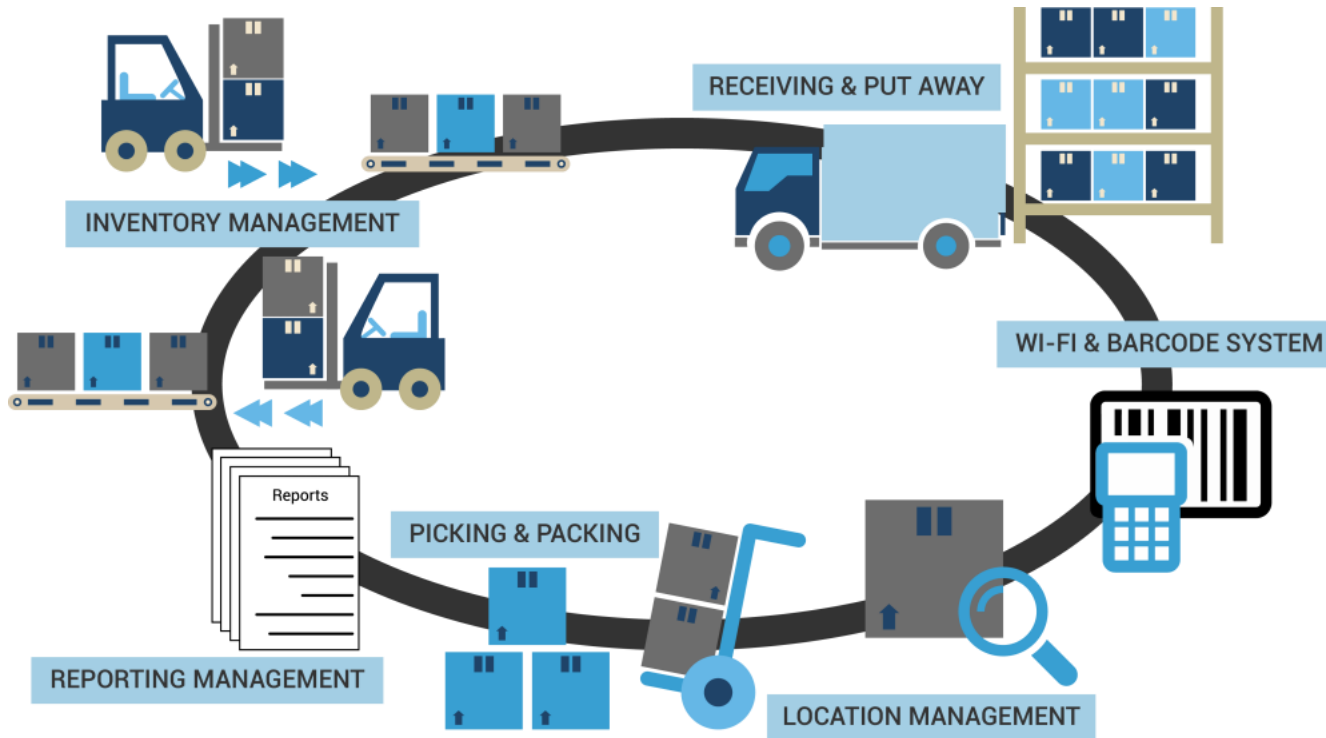 RECEIVING & PUT AWAY
INVENTORY MANAGEMENT
WI-FI & BARCODE SYSTEM
Reports
PICKING & PACKING
REPORTING MANAGEMENT
LOCATION MANAGEMENT